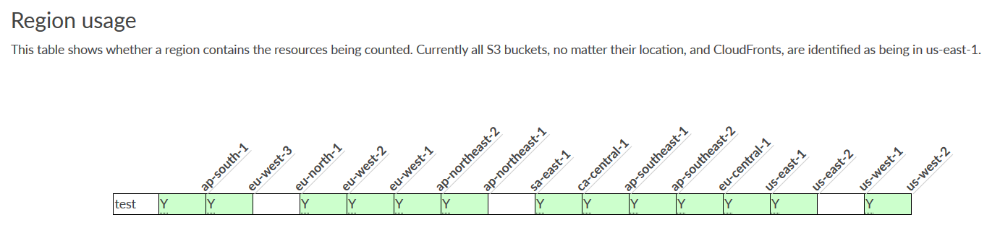 Region usage
This table shows whether a region contains the resources being counted. Currently all S3 buckets, no matter their location, and CloudFronts, are identified as being in us-east-1.
ap-south-1 eu-west-3 eu-north-1 eu-west-2 eu-west-1 ap-northeast-2 ap-northeast-1 sa-east-1 ca-central-1 ap-southeast-1 ap-southeast-2 eu-central-1 us-east-1 us-east-2 us-west-1 us-west-2
test Y Y Y Y Y Y Y Y Y Y Y Y Y